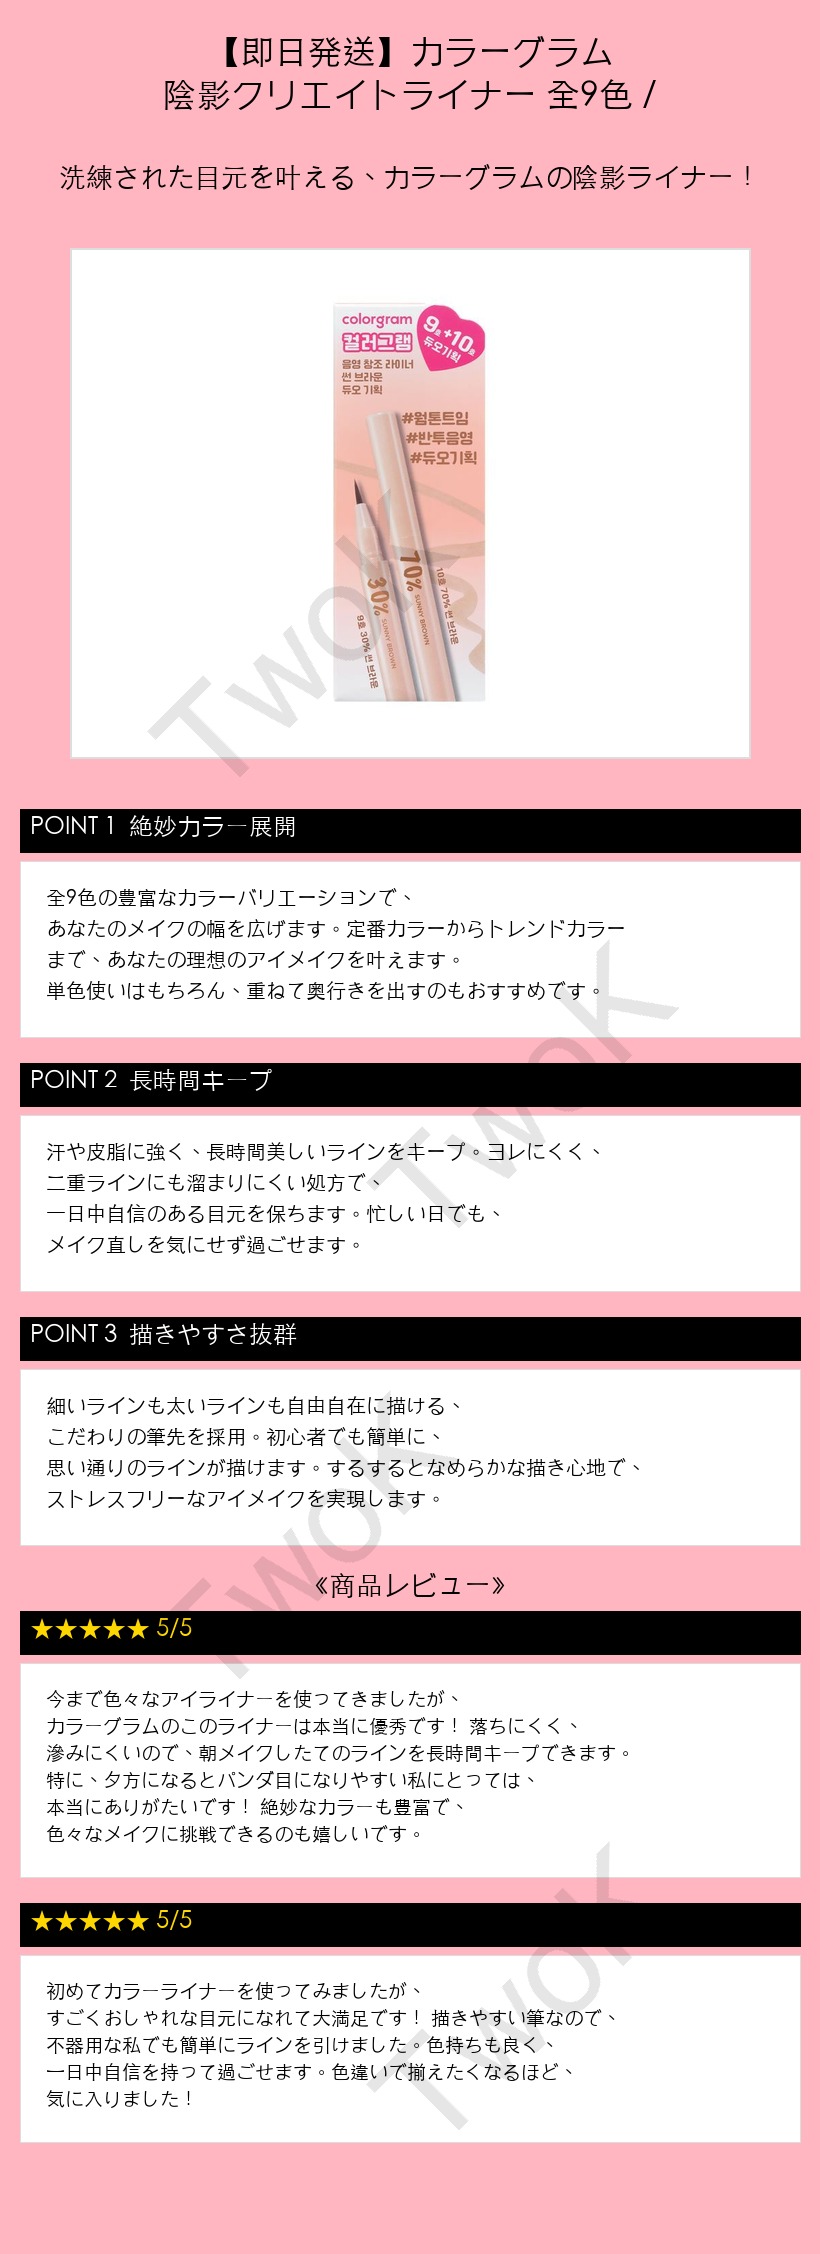 【即日発送】カラーグラム
陰影クリエイトライナー 全9色 /
洗練された目元を叶える、カラーグラムの陰影ライナー！
colorgram
컬러그램
음영 창조 라이너
썬 브라운
듀오 기획
9호+10호
듀오기획
#웜톤트임
#반투음영
#듀오기획
70%
SUNNY BROWN
30%
SUNNY BROWN
10호 70% 썬 브라운
9호 30% 썬 브라운
TwoK
POINT 1 絶妙カラー展開
全9色の豊富なカラーバリエーションで、
あなたのメイクの幅を広げます。定番カラーからトレンドカラー
まで、あなたの理想のアイメイクを叶えます。
単色使いはもちろん、重ねて奥行きを出すのもおすすめです。
TwoK
POINT 2 長時間キープ
汗や皮脂に強く、長時間美しいラインをキープ。ヨレにくく、
二重ラインにも溜まりにくい処方で、
一日中自信のある目元を保ちます。忙しい日でも、
メイク直しを気にせず過ごせます。
POINT 3 描きやすさ抜群
細いラインも太いラインも自由自在に描ける、
こだわりの筆先を採用。初心者でも簡単に、
思い通りのラインが描けます。するするとなめらかな描き心地で、
ストレスフリーなアイメイクを実現します。
TwoK
《商品レビュー》
★★★★★ 5/5
今まで色々なアイライナーを使ってきましたが、
カラーグラムのこのライナーは本当に優秀です！ 落ちにくく、
滲みにくいので、朝メイクしたてのラインを長時間キープできます。
特に、夕方になるとパンダ目になりやすい私にとっては、
本当にありがたいです！ 絶妙なカラーも豊富で、
色々なメイクに挑戦できるのも嬉しいです。
★★★★★ 5/5
初めてカラーライナーを使ってみましたが、
すごくおしゃれな目元になれて大満足です！ 描きやすい筆なので、
不器用な私でも簡単にラインを引けました。色持ちも良く、
一日中自信を持って過ごせます。色違いで揃えたくなるほど、
気に入りました！
TwoK